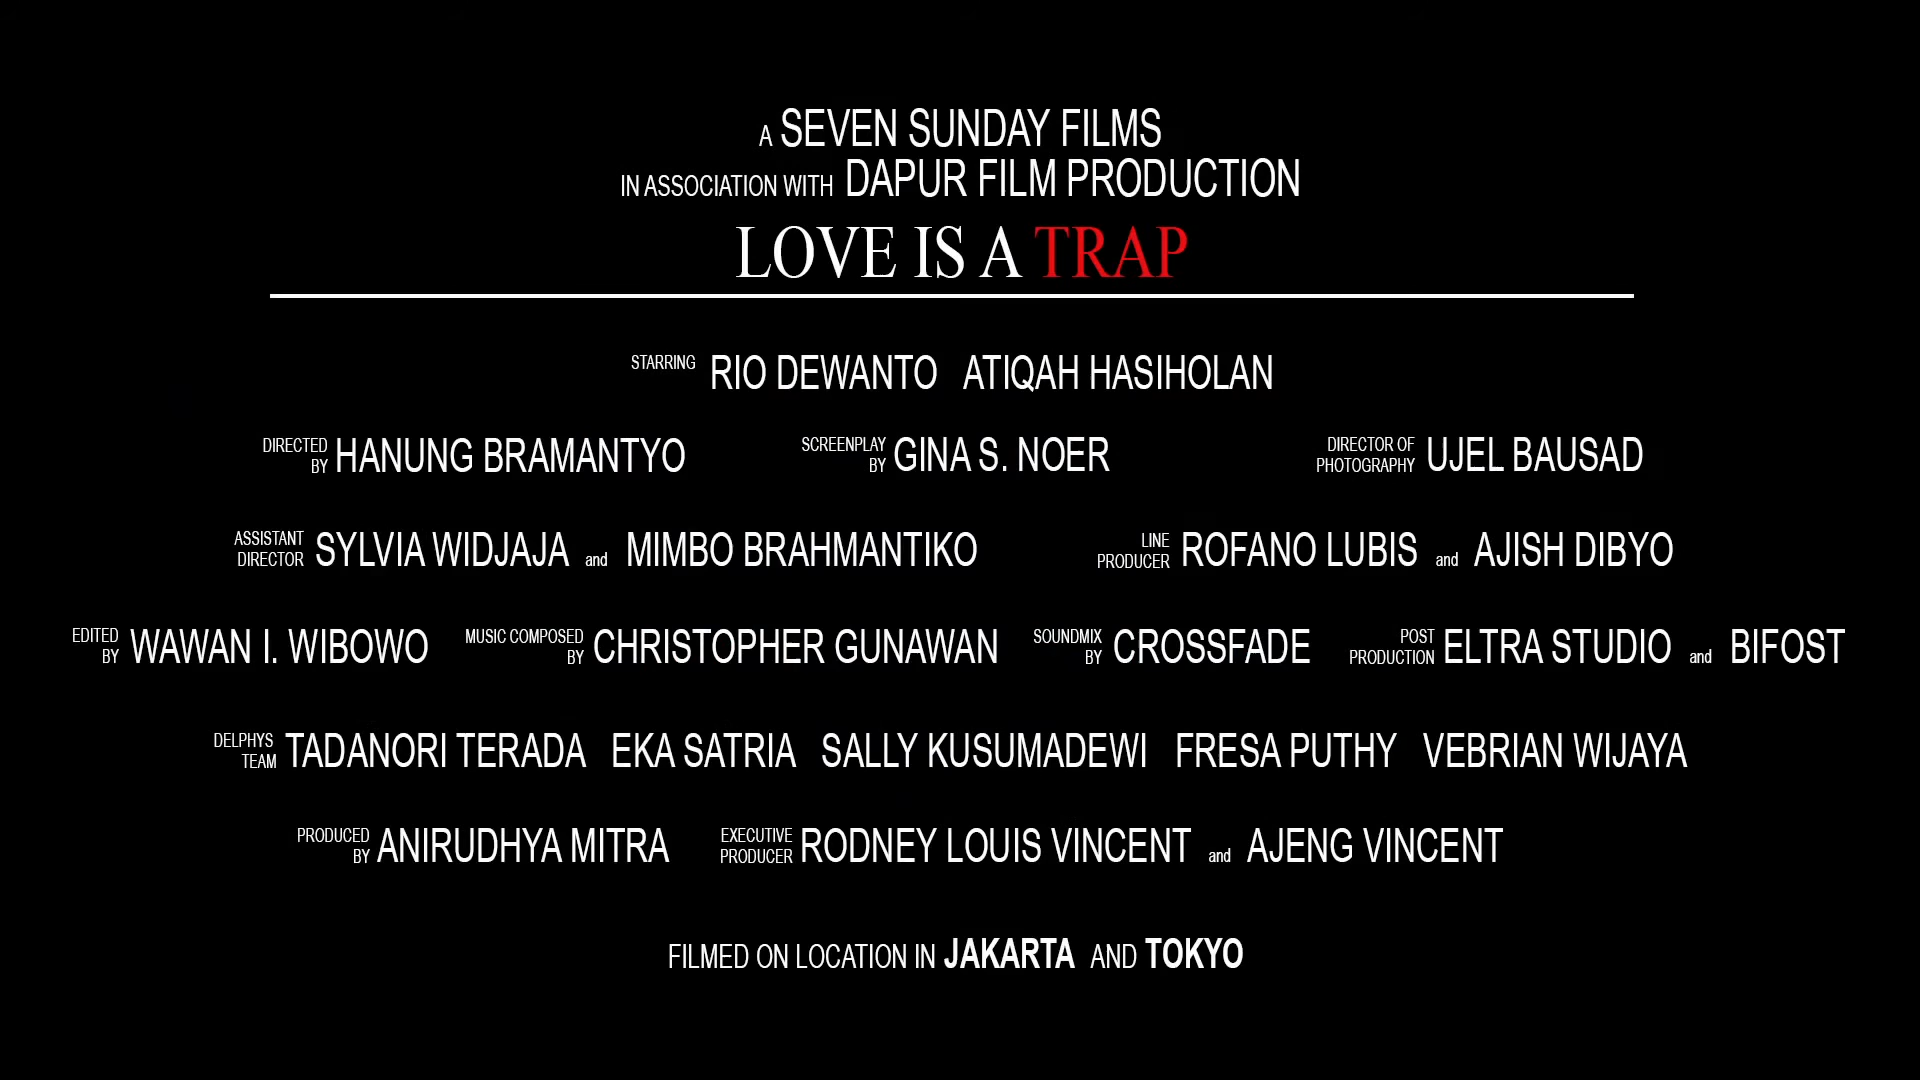 A SEVEN SUNDAY FILMS
IN ASSOCIATION WITH DAPUR FILM PRODUCTION
LOVE IS A TRAP
STARRING RIO DEWANTO ATIQAH HASIHOLAN
DIRECTED BY HANUNG BRAMANTYO SCREENPLAY BY GINA S. NOER DIRECTOR OF PHOTOGRAPHY UJEL BAUSAD
ASSISTANT DIRECTOR SYLVIA WIDJAJA and MIMBO BRAHMANTIKO LINE PRODUCER ROFANO LUBIS and AJISH DIBYO
EDITED BY WAWAN I. WIBOWO MUSIC COMPOSED BY CHRISTOPHER GUNAWAN SOUNDMIX BY CROSSFADE POST PRODUCTION ELTRA STUDIO and BIFOST
DELPHYS TEAM TADANORI TERADA EKA SATRIA SALLY KUSUMADEWI FRESA PUTHY VEBRIAN WIJAYA
PRODUCED BY ANIRUDHYA MITRA EXECUTIVE PRODUCER RODNEY LOUIS VINCENT and AJENG VINCENT
FILMED ON LOCATION IN JAKARTA AND TOKYO